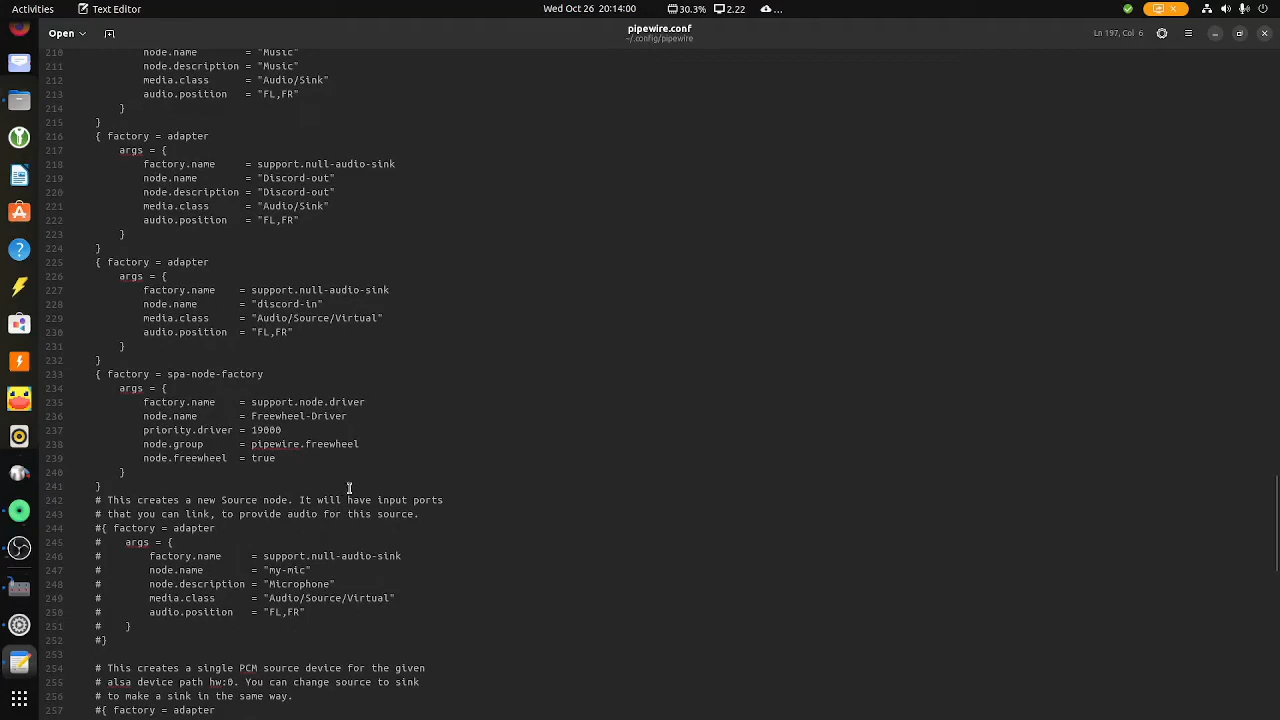 Activities Text Editor Wed Oct 26 20:14:00 30.3% 2.22 ...
Open pipewire.conf Ln 197, Col 6
~/.config/pipewire
210 node.name = "Music"
211 node.description = "Music"
212 media.class = "Audio/Sink"
213 audio.position = "FL,FR"
214 }
215 }
216 { factory = adapter
217 args = {
218 factory.name = support.null-audio-sink
219 node.name = "Discord-out"
220 node.description = "Discord-out"
221 media.class = "Audio/Sink"
222 audio.position = "FL,FR"
223 }
224 }
225 { factory = adapter
226 args = {
227 factory.name = support.null-audio-sink
228 node.name = "discord-in"
229 media.class = "Audio/Source/Virtual"
230 audio.position = "FL,FR"
231 }
232 }
233 { factory = spa-node-factory
234 args = {
235 factory.name = support.node.driver
236 node.name = Freewheel-Driver
237 priority.driver = 19000
238 node.group = pipewire.freewheel
239 node.freewheel = true
240 }
241 }
242 # This creates a new Source node. It will have input ports
243 # that you can link, to provide audio for this source.
244 #{ factory = adapter
245 # args = {
246 # factory.name = support.null-audio-sink
247 # node.name = "my-mic"
248 # node.description = "Microphone"
249 # media.class = "Audio/Source/Virtual"
250 # audio.position = "FL,FR"
251 # }
252 #}
253
254 # This creates a single PCM source device for the given
255 # alsa device path hw:0. You can change source to sink
256 # to make a sink in the same way.
257 #{ factory = adapter